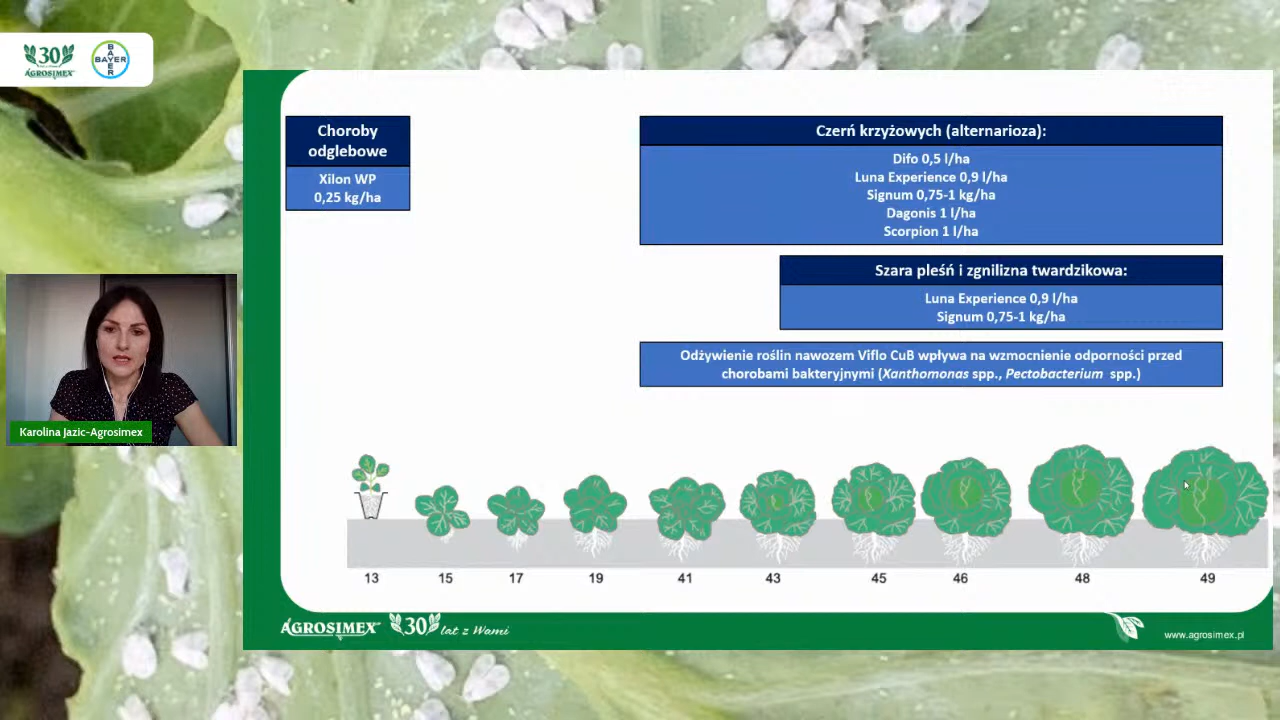 30
AGROSIMEX
BAYER
BAYER
Choroby
odglebowe
Xilon WP
0,25 kg/ha
Czerń krzyżowych (alternarioza):
Difo 0,5 l/ha
Luna Experience 0,9 l/ha
Signum 0,75-1 kg/ha
Dagonis 1 l/ha
Scorpion 1 l/ha
Szara pleśń i zgnilizna twardzikowa:
Luna Experience 0,9 l/ha
Signum 0,75-1 kg/ha
Odżywienie roślin nawozem Viflo CuB wpływa na wzmocnienie odporności przed
chorobami bakteryjnymi (Xanthomonas spp., Pectobacterium spp.)
Karolina Jazic-Agrosimex
13 15 17 19 41 43 45 46 48 49
AGROSIMEX 30 lat z Wami
www.agrosimex.pl